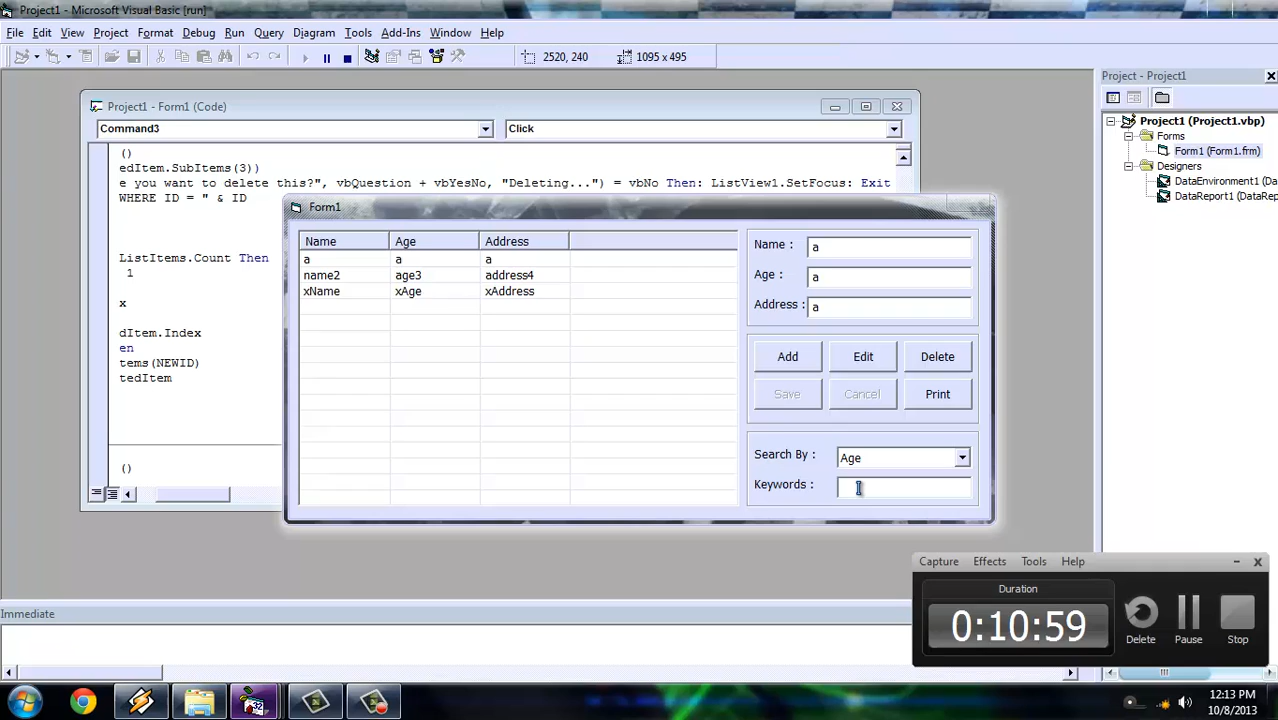 Project1 - Microsoft Visual Basic [run]
File Edit View Project Format Debug Run Query Diagram Tools Add-Ins Window Help
2520, 240 1095 x 495
Project - Project1
Project1 - Form1 (Code)
Command3 Click
Project1 (Project1.vbp)
Forms
Form1 (Form1.frm)
Designers
DataEnvironment1 (Da
DataReport1 (DataRep
()
edItem.SubItems(3))
e you want to delete this?", vbQuestion + vbYesNo, "Deleting...") = vbNo Then: ListView1.SetFocus: Exit
WHERE ID = " & ID
ListItems.Count Then
1
x
dItem.Index
en
tems(NEWID)
tedItem
()
Form1
Name Age Address
a a a
name2 age3 address4
xName xAge xAddress
Name : a
Age : a
Address : a
Add Edit Delete
Save Cancel Print
Search By : Age
Keywords :
Immediate
Capture Effects Tools Help
Duration
0:10:59
Delete Pause Stop
12:13 PM
10/8/2013